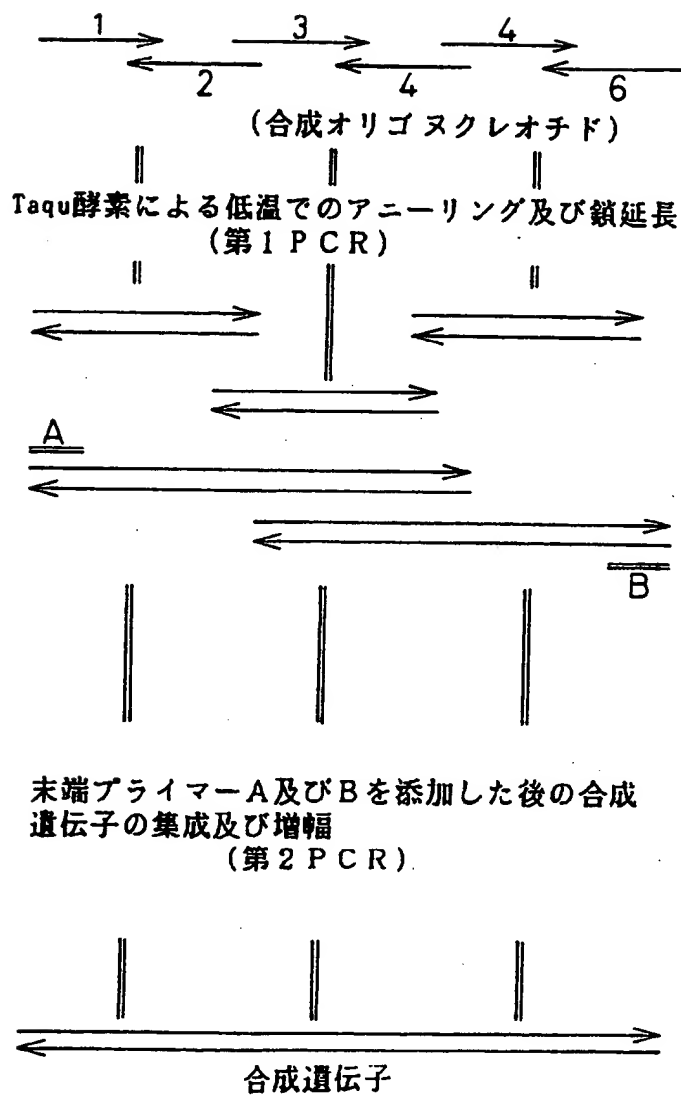 1
3
4
2
4
6
(合成オリゴヌクレオチド)
Taqu酵素による低温でのアニーリング及び鎖延長
(第1PCR)
A
B
末端プライマーA及びBを添加した後の合成
遺伝子の集成及び増幅
(第2PCR)
合成遺伝子